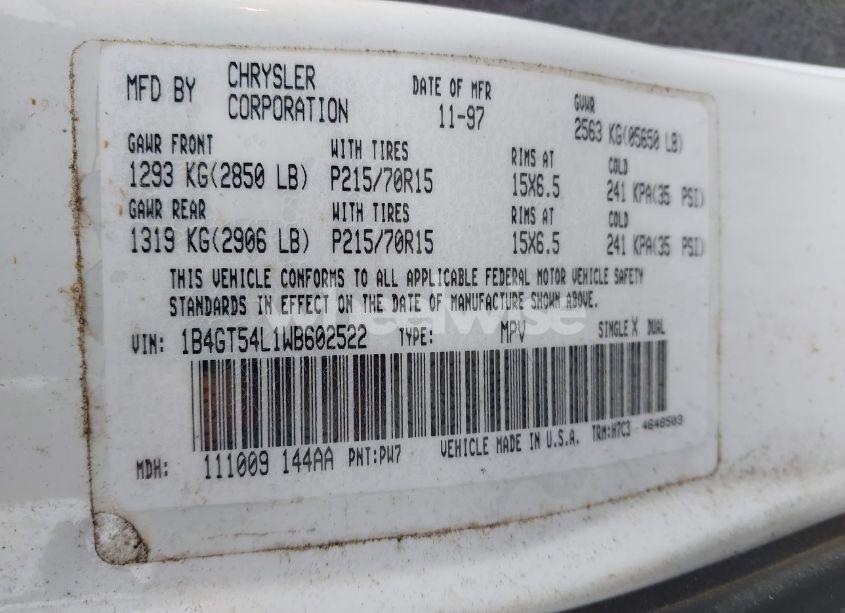 MFD BY CHRYSLER CORPORATION DATE OF MFR 11-97 GVWR 2563 KG(05650 LB)
GAWR FRONT WITH TIRES RIMS AT COLD
1293 KG(2850 LB) P215/70R15 15X6.5 241 KPA(35 PSI)
GAWR REAR WITH TIRES RIMS AT COLD
1319 KG(2906 LB) P215/70R15 15X6.5 241 KPA(35 PSI)
THIS VEHICLE CONFORMS TO ALL APPLICABLE FEDERAL MOTOR VEHICLE SAFETY
STANDARDS IN EFFECT ON THE DATE OF MANUFACTURE SHOWN ABOVE.
wheelwise
VIN: 1B4GT54L1WB602522 TYPE: MPV SINGLE X DUAL
MDH: 111009 144AA PNT:PW7 VEHICLE MADE IN U.S.A. TRM:H7C3 - 4648503